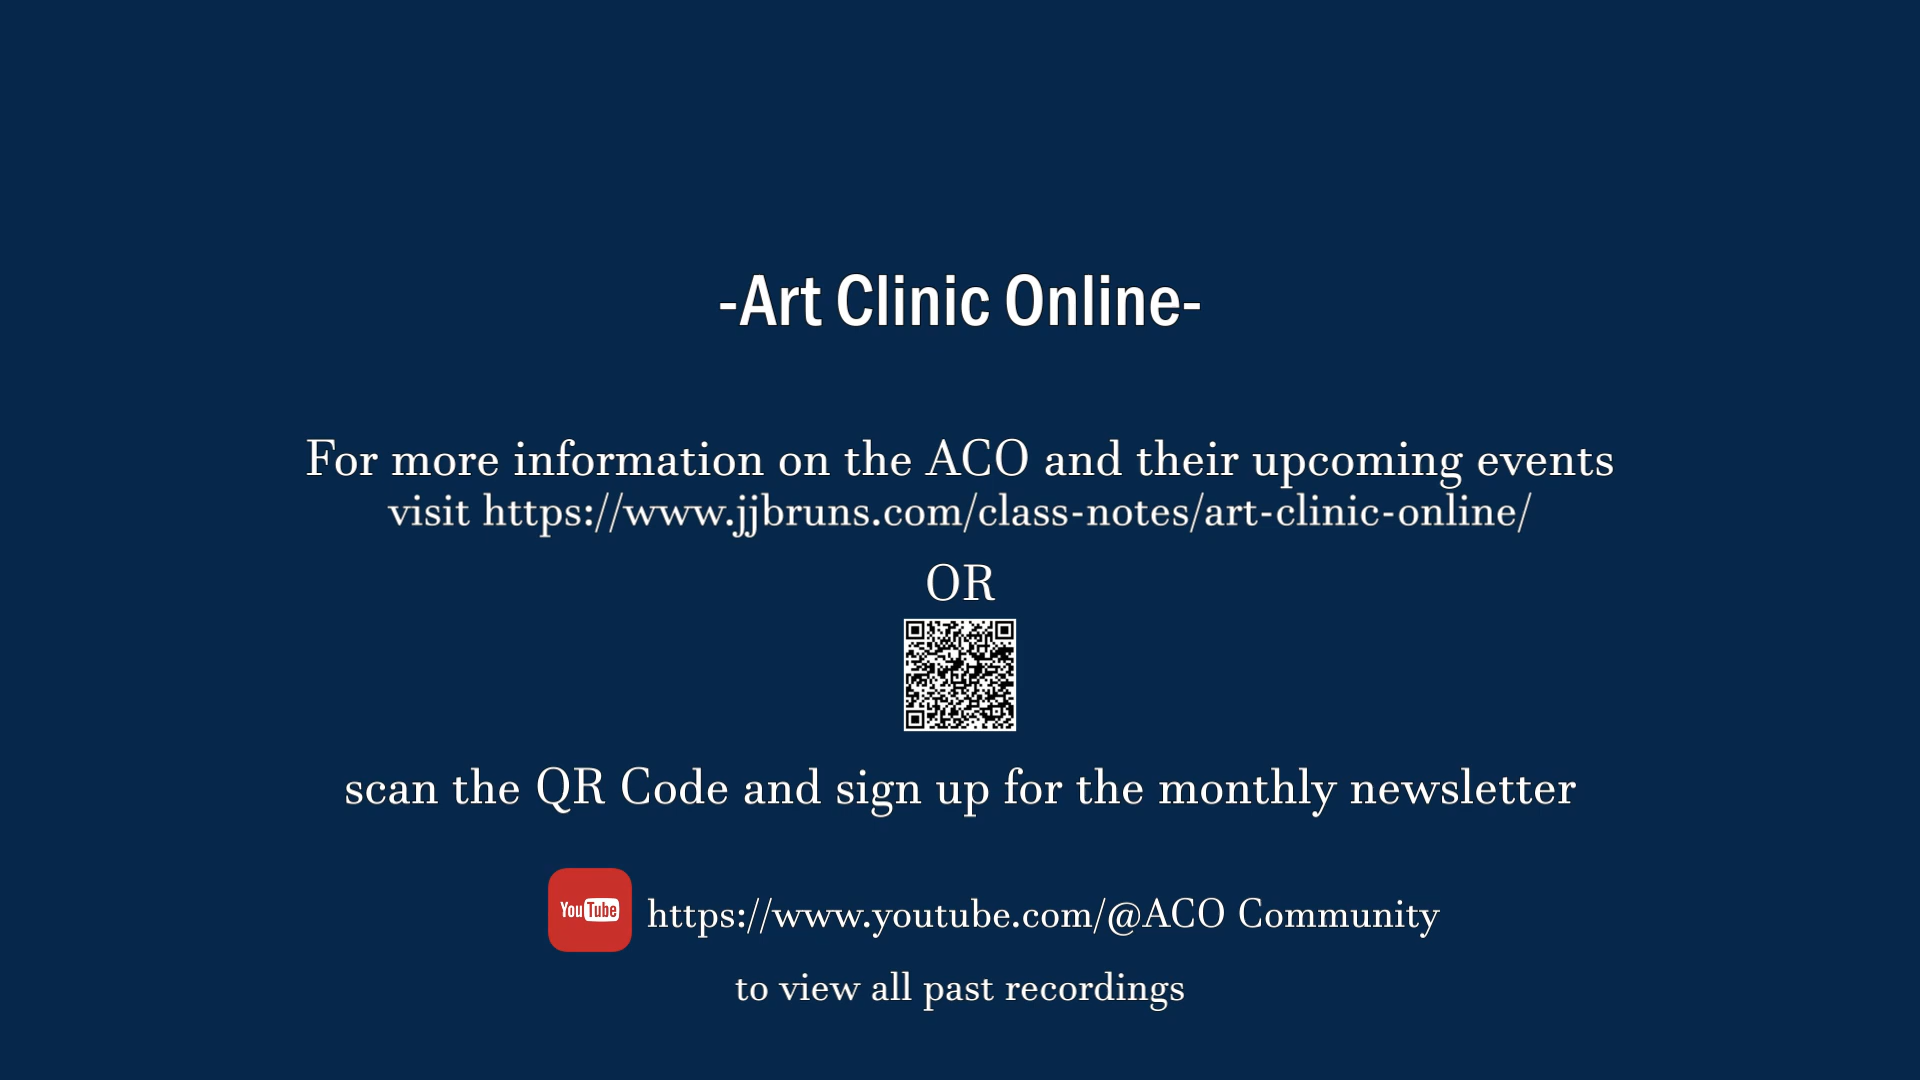 -Art Clinic Online-
For more information on the ACO and their upcoming events
visit https://www.jjbruns.com/class-notes/art-clinic-online/
OR
scan the QR Code and sign up for the monthly newsletter
YouTube https://www.youtube.com/@ACO Community
to view all past recordings